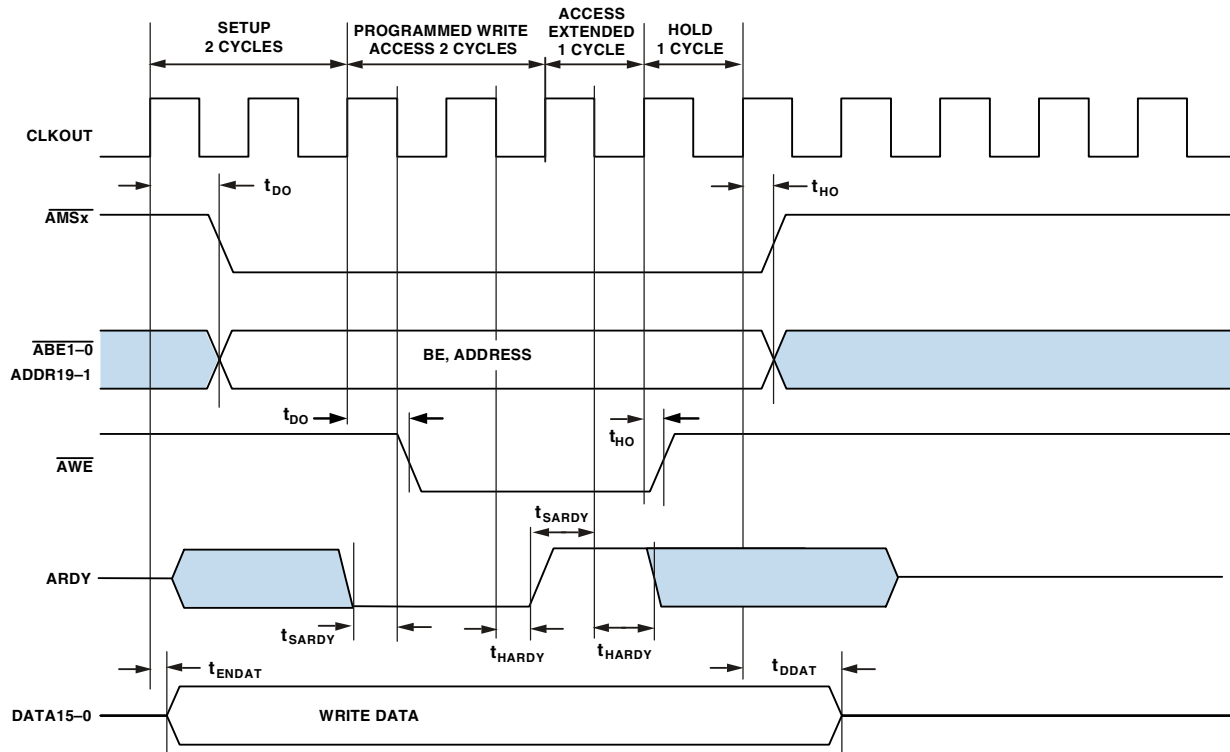 SETUP
2 CYCLES
PROGRAMMED WRITE
ACCESS 2 CYCLES
ACCESS
EXTENDED
1 CYCLE
HOLD
1 CYCLE
CLKOUT
tDO
tHO
AMSx
ABE1–0
ADDR19–1
BE, ADDRESS
tDO
tHO
AWE
tSARDY
ARDY
tSARDY
tHARDY
tHARDY
tENDAT
tDDAT
DATA15–0
WRITE DATA